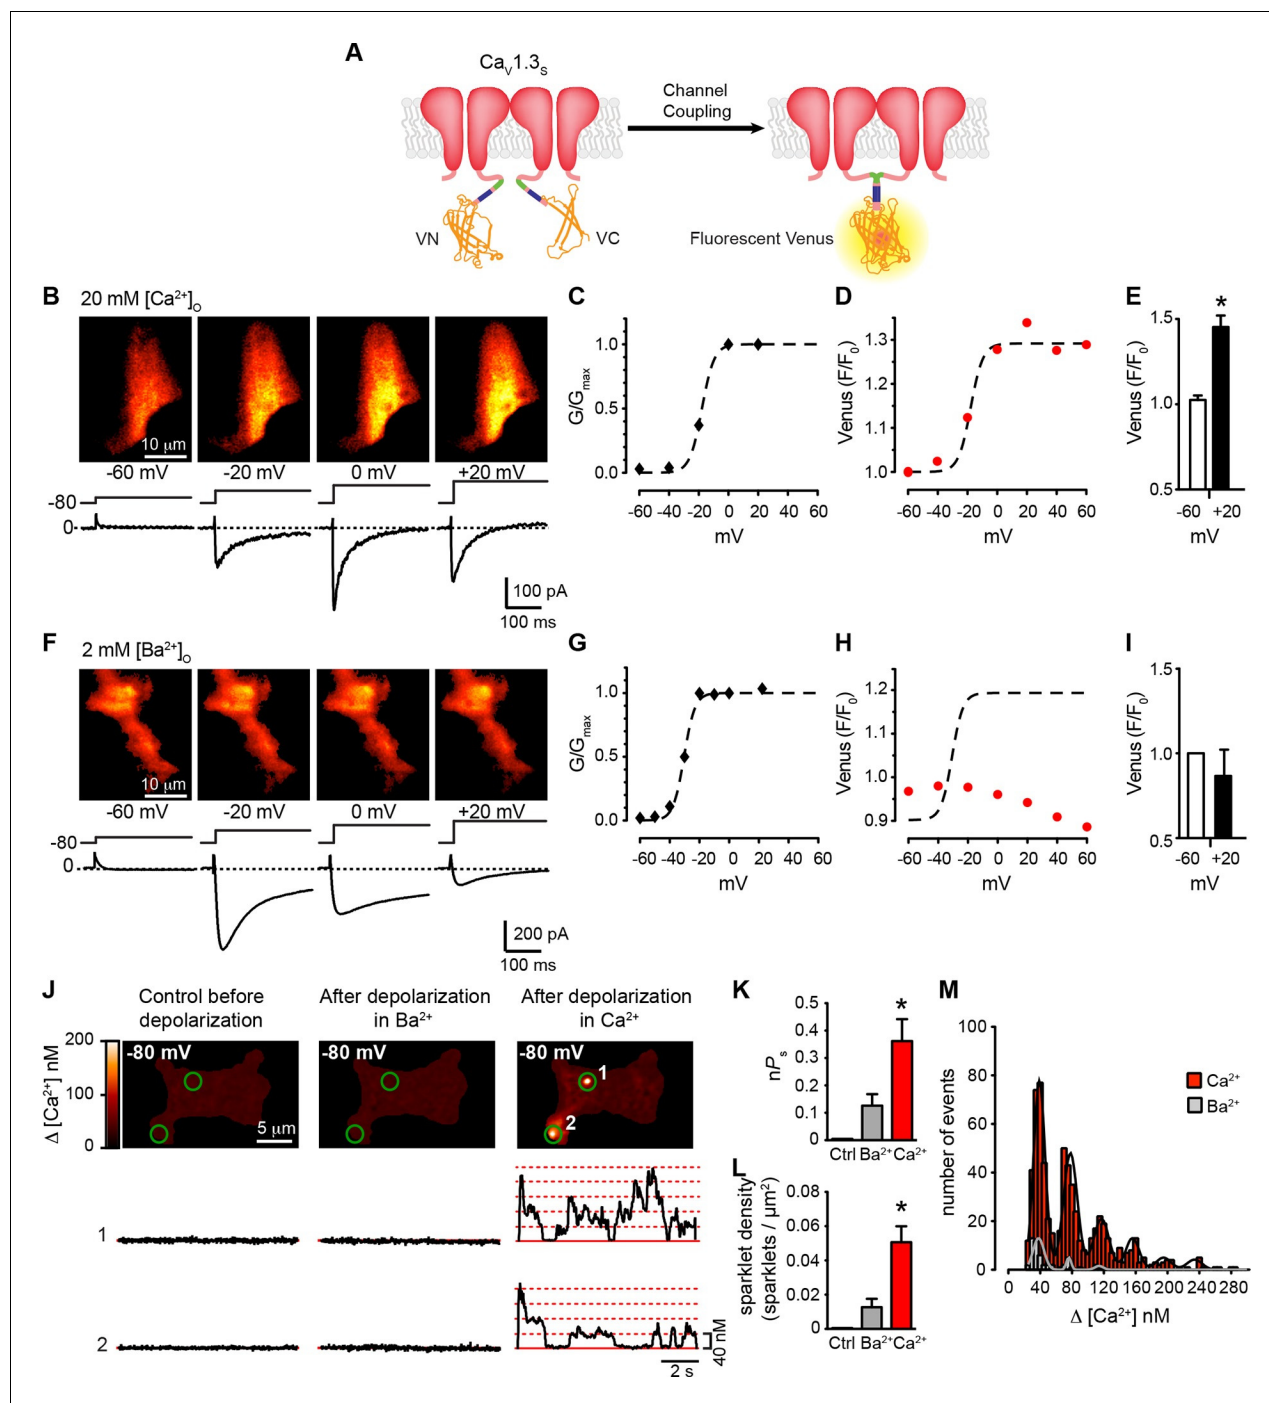 A
Ca_V1.3_S
Channel
Coupling
VN
VC
Fluorescent Venus
B
20 mM [Ca²⁺]_O
10 µm
-60 mV
-20 mV
0 mV
+20 mV
-80
0
100 pA
100 ms
C
G/G_max
1.0
0.5
0.0
-60 -40 -20 0 20 40 60
mV
D
Venus (F/F₀)
1.3
1.2
1.1
1.0
-60 -40 -20 0 20 40 60
mV
E
Venus (F/F₀)
1.5
1.0
0.5
*
-60 +20
mV
F
2 mM [Ba²⁺]_O
10 µm
-60 mV
-20 mV
0 mV
+20 mV
-80
0
200 pA
100 ms
G
G/G_max
1.0
0.5
0.0
-60 -40 -20 0 20 40 60
mV
H
Venus (F/F₀)
1.2
1.1
1.0
0.9
-60 -40 -20 0 20 40 60
mV
I
Venus (F/F₀)
1.5
1.0
0.5
-60 +20
mV
J
Control before
depolarization
After depolarization
in Ba²⁺
After depolarization
in Ca²⁺
Δ [Ca²⁺] nM
200
100
0
-80 mV
5 µm
-80 mV
-80 mV
1
2
1
2
40 nM
2 s
K
nP_s
0.5
0.4
0.3
0.2
0.1
0
*
Ctrl Ba²⁺ Ca²⁺
L
sparklet density
(sparklets / µm²)
0.08
0.06
0.04
0.02
0
*
Ctrl Ba²⁺ Ca²⁺
M
number of events
100
80
60
40
20
0
0 40 80 120 160 200 240 280
Δ [Ca²⁺] nM
Ca²⁺
Ba²⁺